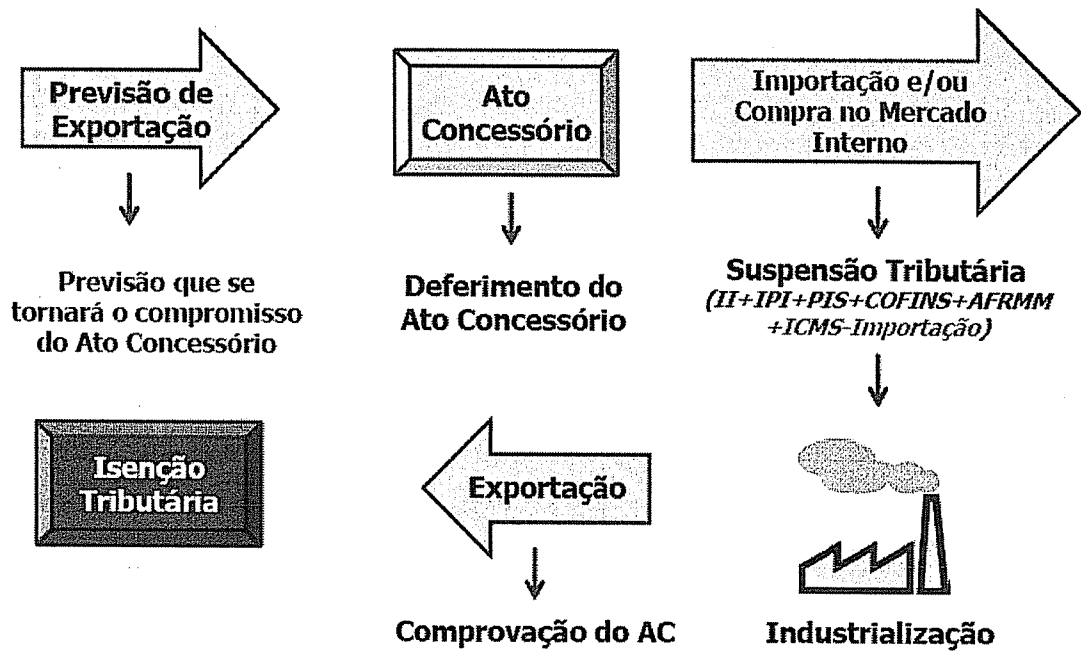 Previsão de
Exportação
Ato
Concessório
Importação e/ou
Compra no Mercado
Interno
Previsão que se
tornará o compromisso
do Ato Concessório
Deferimento do
Ato Concessório
Suspensão Tributária
(II+IPI+PIS+COFINS+AFRMM
+ICMS-Importação)
Isenção
Tributária
Exportação
Comprovação do AC
Industrialização